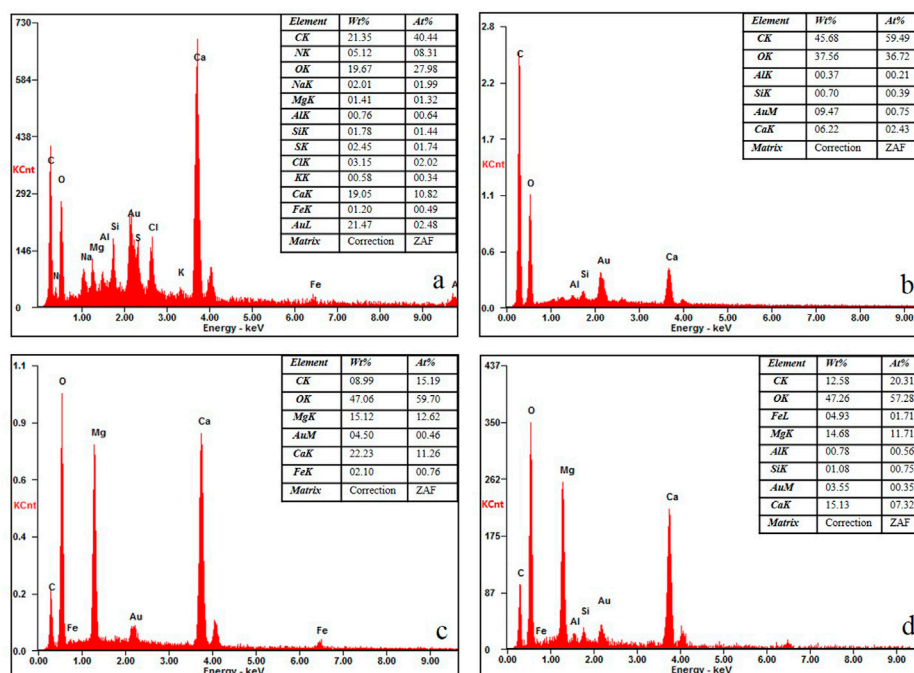 730
584
438
KCnt
292
146
0
C
N
O
Na
Mg
Al
Si
Au
S
Cl
K
Ca
Fe
A
a
0.00 1.00 2.00 3.00 4.00 5.00 6.00 7.00 8.00 9.00
Energy - keV
Element Wt% At%
CK 21.35 40.44
NK 05.12 08.31
OK 19.67 27.98
NaK 02.01 01.99
MgK 01.41 01.32
AlK 00.76 00.64
SiK 01.78 01.44
SK 02.45 01.74
ClK 03.15 02.02
KK 00.58 00.34
CaK 19.05 10.82
FeK 01.20 00.49
AuL 21.47 02.48
Matrix Correction ZAF
2.8
2.2
1.7
KCnt
1.1
0.6
0.0
C
O
Al
Si
Au
Ca
b
0.00 1.00 2.00 3.00 4.00 5.00 6.00 7.00 8.00 9.00
Energy - keV
Element Wt% At%
CK 45.68 59.49
OK 37.56 36.72
AlK 00.37 00.21
SiK 00.70 00.39
AuM 09.47 00.75
CaK 06.22 02.43
Matrix Correction ZAF
1.1
0.9
0.6
KCnt
0.4
0.2
0.0
C
O
Fe
Mg
Au
Ca
Fe
c
0.00 1.00 2.00 3.00 4.00 5.00 6.00 7.00 8.00 9.00
Energy - keV
Element Wt% At%
CK 08.99 15.19
OK 47.06 59.70
MgK 15.12 12.62
AuM 04.50 00.46
CaK 22.23 11.26
FeK 02.10 00.76
Matrix Correction ZAF
437
350
262
KCnt
175
87
0
C
O
Fe
Mg
Al
Si
Au
Ca
d
0.00 1.00 2.00 3.00 4.00 5.00 6.00 7.00 8.00 9.00
Energy - keV
Element Wt% At%
CK 12.58 20.31
OK 47.26 57.28
FeL 04.93 01.71
MgK 14.68 11.71
AlK 00.78 00.56
SiK 01.08 00.75
AuM 03.55 00.35
CaK 15.13 07.32
Matrix Correction ZAF